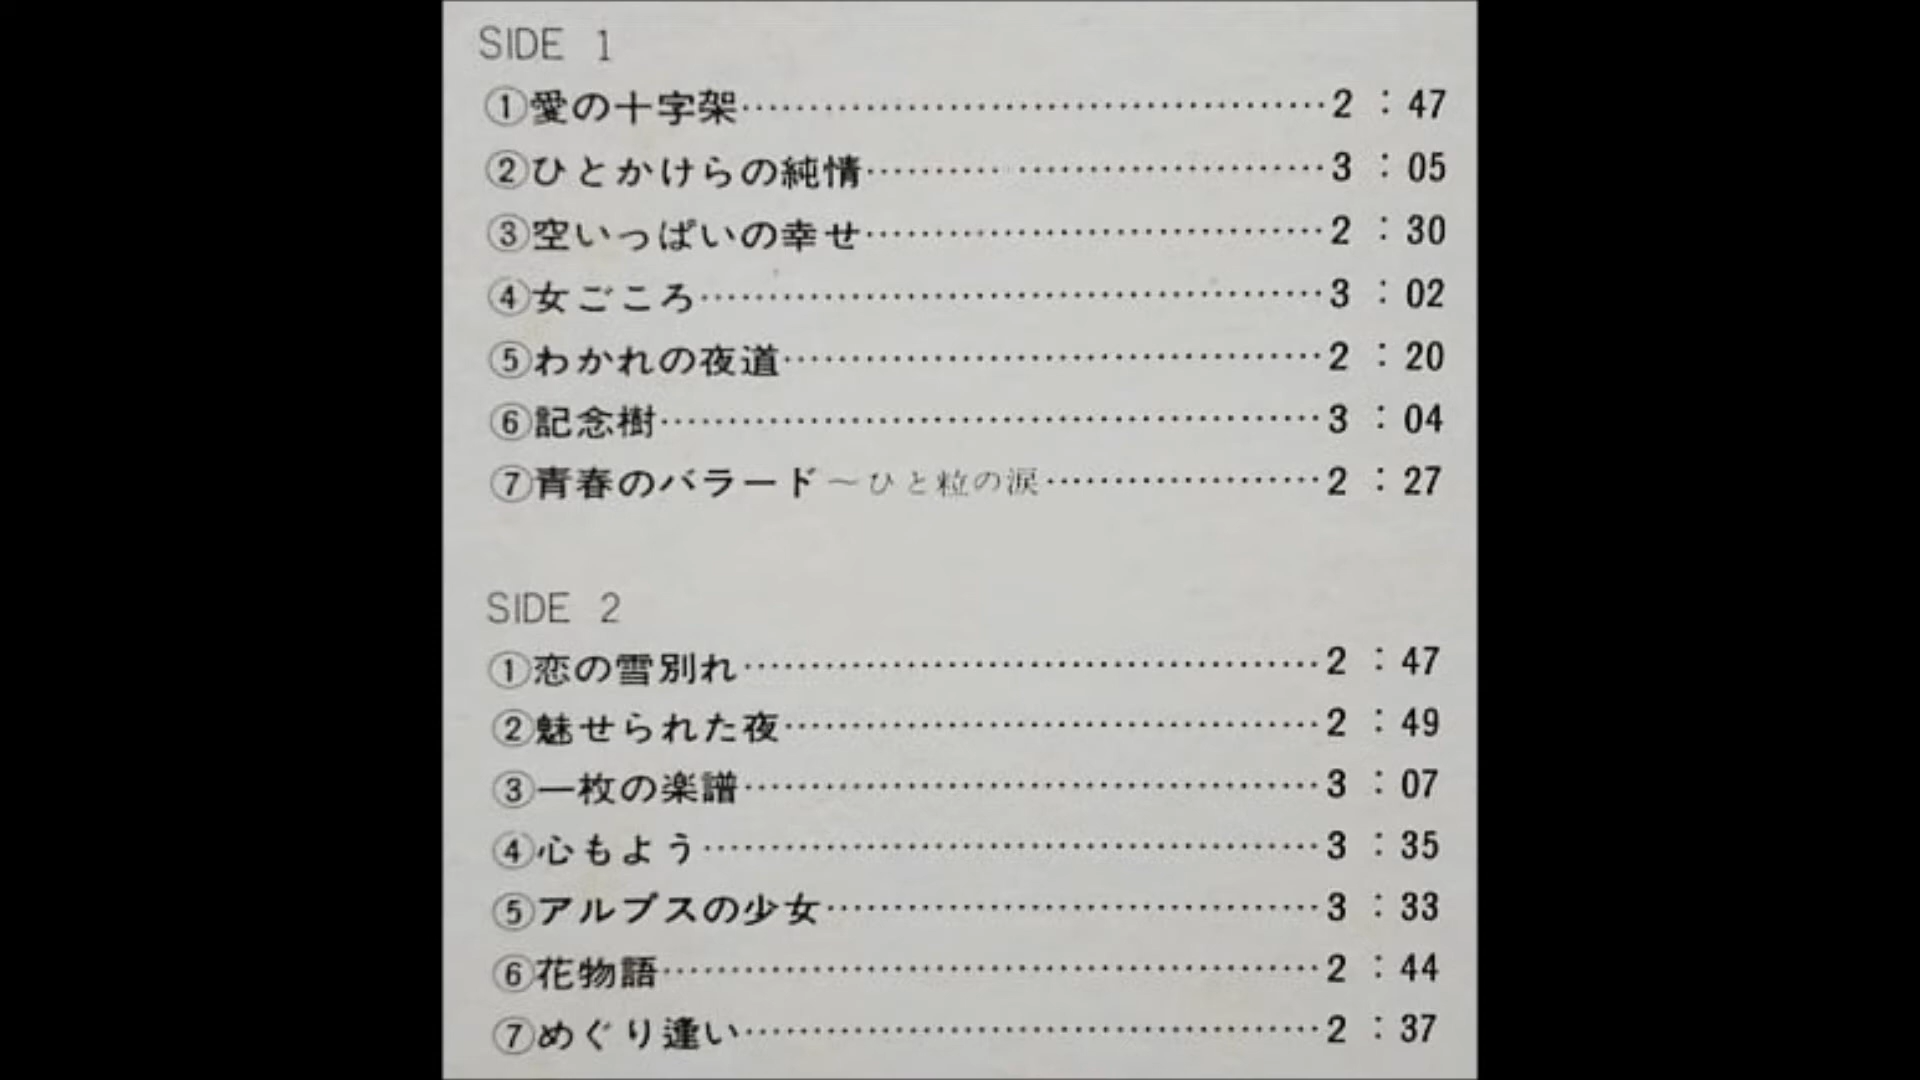 SIDE 1
①愛の十字架……………………………………2：47
②ひとかけらの純情……………………………3：05
③空いっぱいの幸せ……………………………2：30
④女ごころ………………………………………3：02
⑤わかれの夜道…………………………………2：20
⑥記念樹…………………………………………3：04
⑦青春のバラード～ひと粒の涙………………2：27
SIDE 2
①恋の雪別れ……………………………………2：47
②魅せられた夜…………………………………2：49
③一枚の楽譜……………………………………3：07
④心もよう………………………………………3：35
⑤アルプスの少女………………………………3：33
⑥花物語…………………………………………2：44
⑦めぐり逢い……………………………………2：37